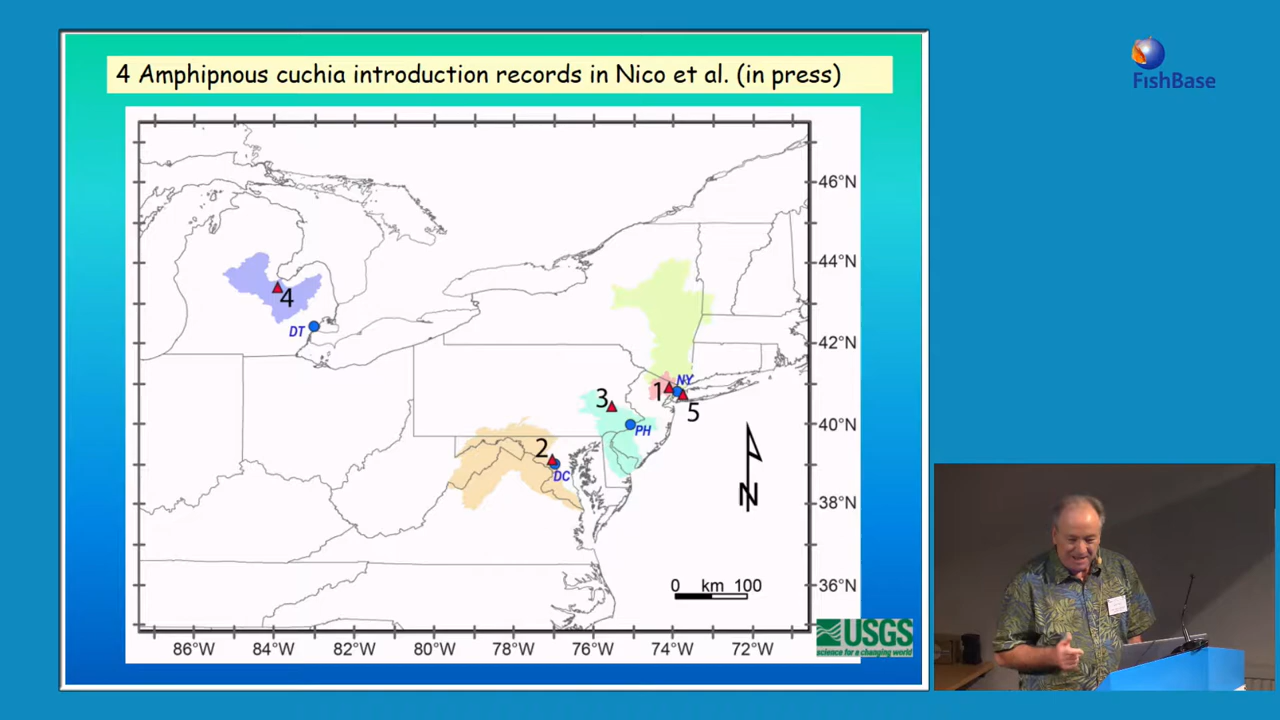 4 Amphipnous cuchia introduction records in Nico et al. (in press)
FishBase
46°N
44°N
4
DT
42°N
NY
1
3
5
40°N
PH
2
DC
N
38°N
0 km 100
36°N
USGS
science for a changing world
86°W 84°W 82°W 80°W 78°W 76°W 74°W 72°W